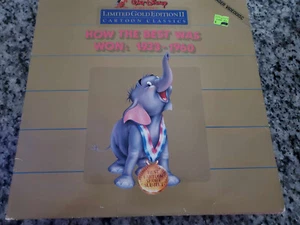 Walt Disney
LIMITED GOLD EDITION II
CARTOON CLASSICS
HOW THE BEST WAS
WON: 1933-1960